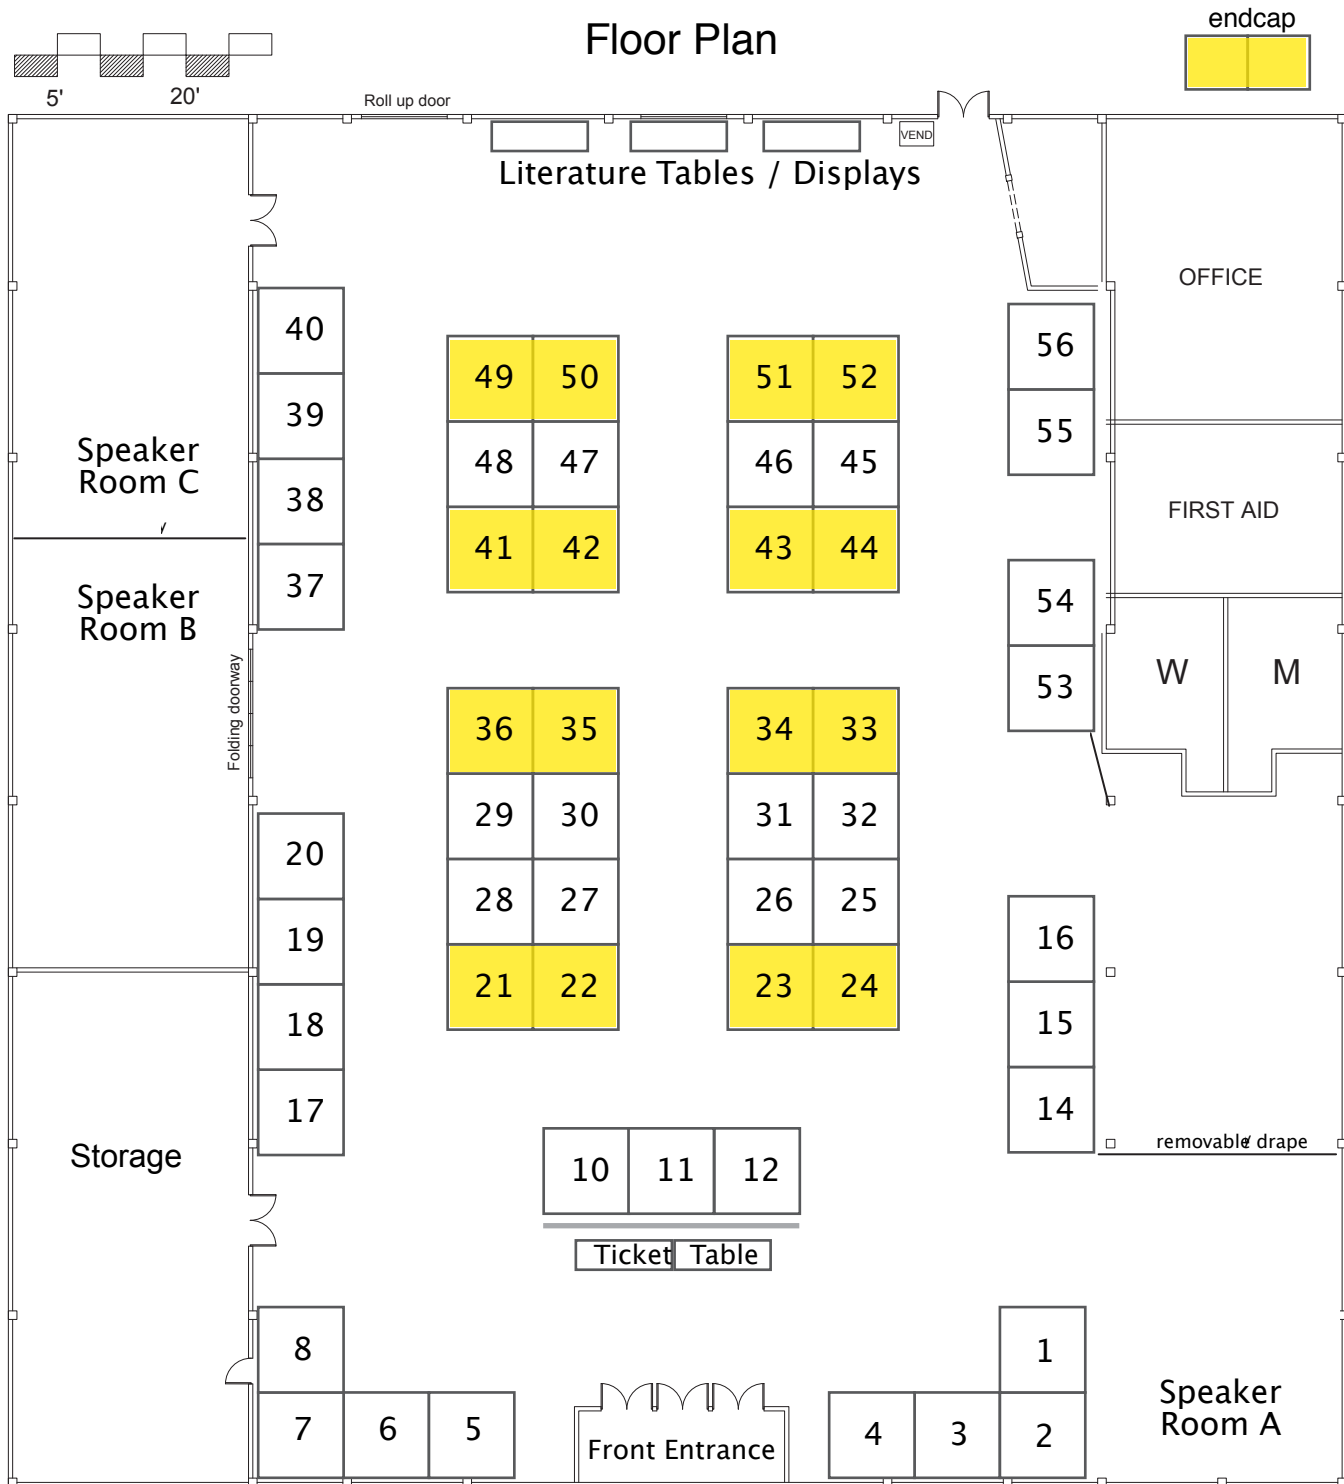 Floor Plan
endcap
5' 20'
Roll up door
VEND
Literature Tables / Displays
OFFICE
40
56
49 50 51 52
39
55
Speaker
Room C
48 47 46 45
38
FIRST AID
41 42 43 44
37
54
Speaker
Room B
W M
53
Folding doorway
36 35 34 33
29 30 31 32
20
28 27 26 25
19
16
21 22 23 24
18
15
17
14
removable drape
Storage
10 11 12
Ticket Table
8
1
7 6 5
4 3 2
Front Entrance
Speaker
Room A